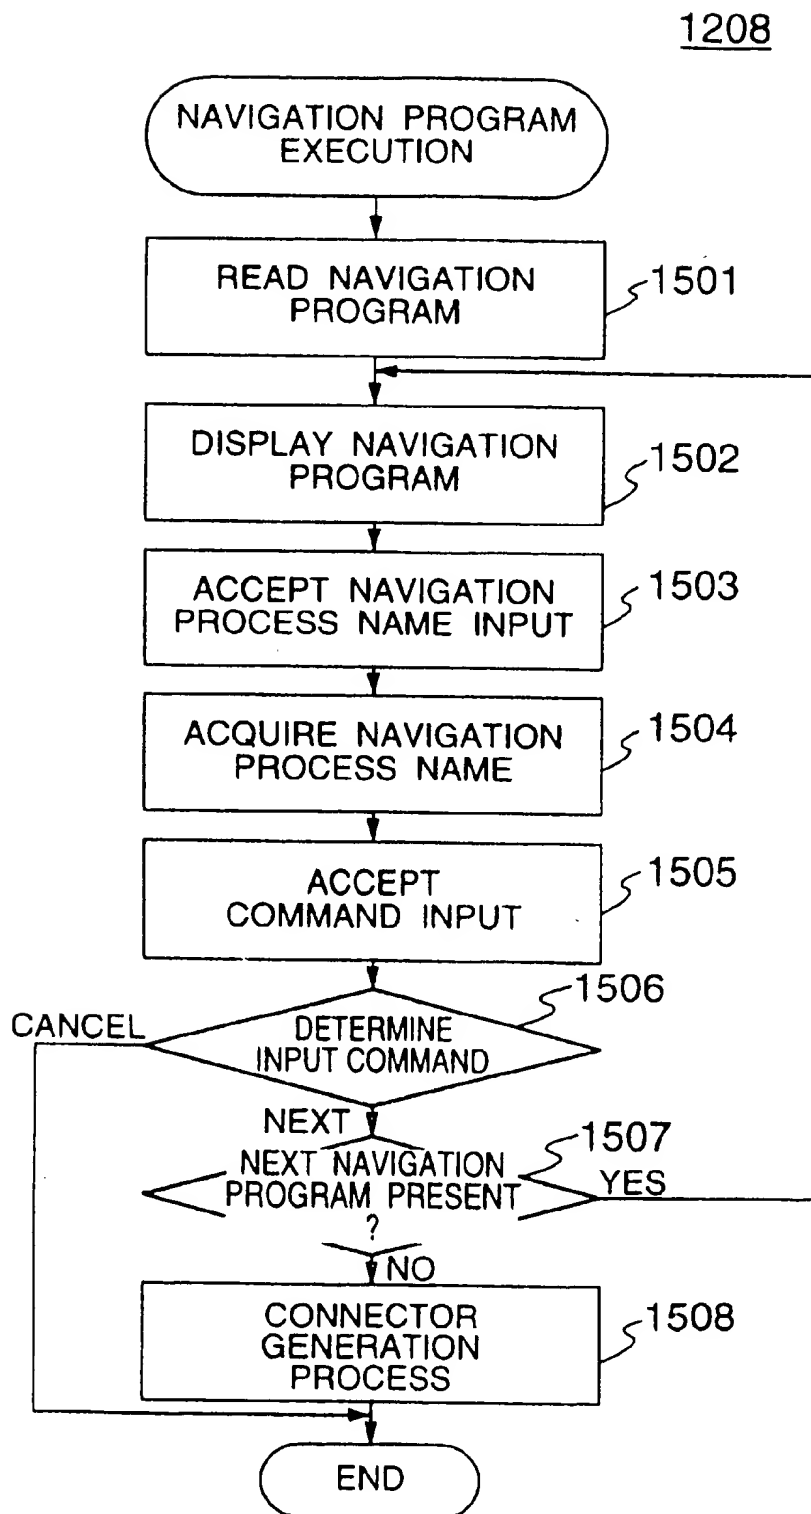 1208
NAVIGATION PROGRAM
EXECUTION
READ NAVIGATION
PROGRAM
1501
DISPLAY NAVIGATION
PROGRAM
1502
ACCEPT NAVIGATION
PROCESS NAME INPUT
1503
ACQUIRE NAVIGATION
PROCESS NAME
1504
ACCEPT
COMMAND INPUT
1505
1506
CANCEL
DETERMINE
INPUT COMMAND
NEXT
1507
NEXT NAVIGATION
PROGRAM PRESENT
?
YES
NO
CONNECTOR
GENERATION
PROCESS
1508
END